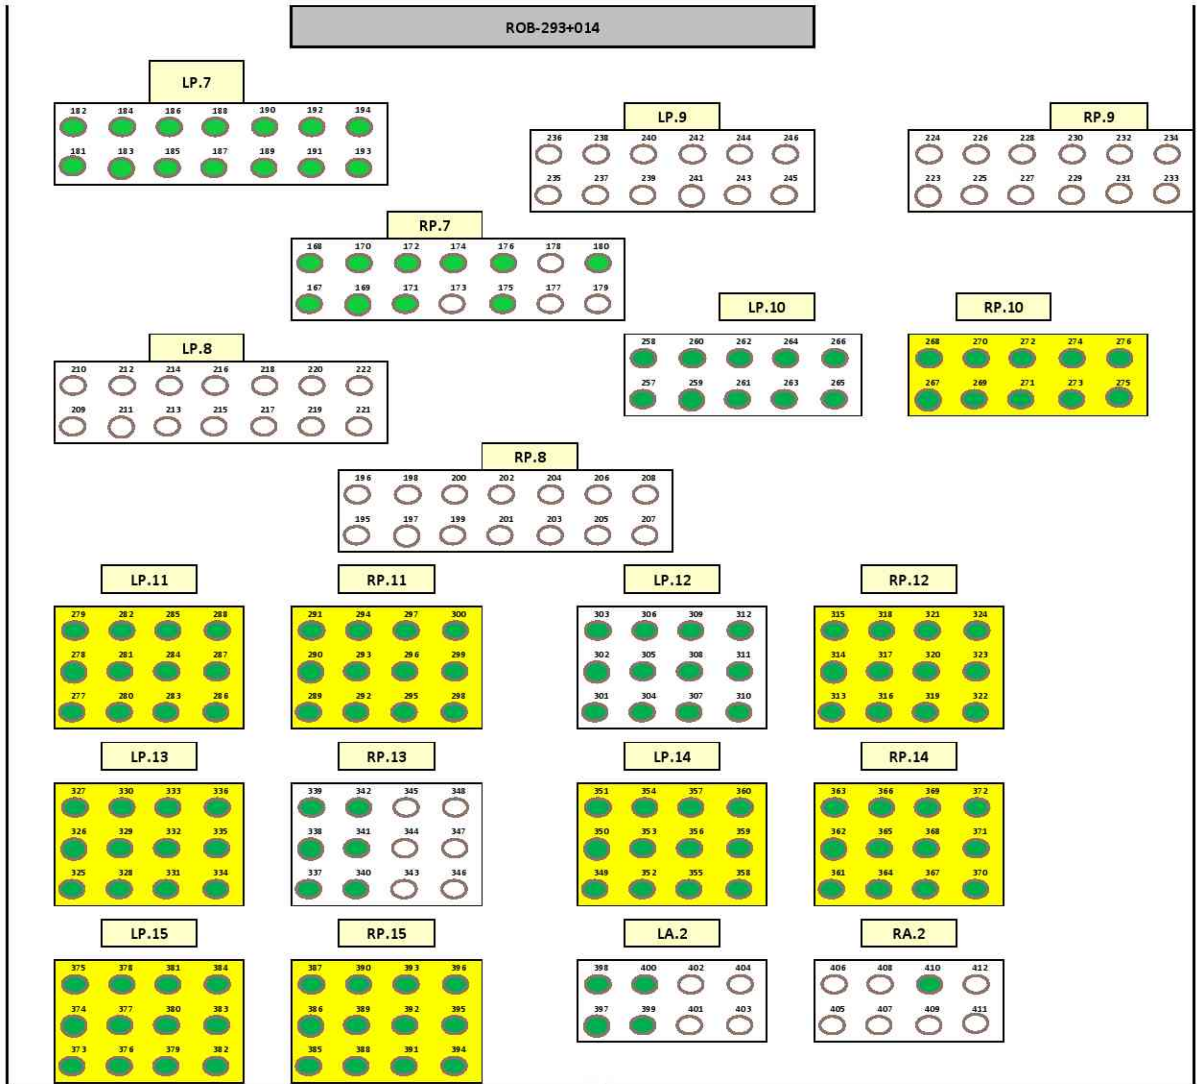 ROB-293+014
LP.7
182 184 186 188 190 192 194
181 183 185 187 189 191 193
LP.9
236 238 240 242 244 246
235 237 239 241 243 245
RP.9
224 226 228 230 232 234
223 225 227 229 231 233
RP.7
168 170 172 174 176 178 180
167 169 171 173 175 177 179
LP.10
258 260 262 264 266
257 259 261 263 265
RP.10
268 270 272 274 276
267 269 271 273 275
LP.8
210 212 214 216 218 220 222
209 211 213 215 217 219 221
RP.8
196 198 200 202 204 206 208
195 197 199 201 203 205 207
LP.11
279 282 285 288
278 281 284 287
277 280 283 286
RP.11
291 294 297 300
290 293 296 299
289 292 295 298
LP.12
303 306 309 312
302 305 308 311
301 304 307 310
RP.12
315 318 321 324
314 317 320 323
313 316 319 322
LP.13
327 330 333 336
326 329 332 335
325 328 331 334
RP.13
339 342 345 348
338 341 344 347
337 340 343 346
LP.14
351 354 357 360
350 353 356 359
349 352 355 358
RP.14
363 366 369 372
362 365 368 371
361 364 367 370
LP.15
375 378 381 384
374 377 380 383
373 376 379 382
RP.15
387 390 393 396
386 389 392 395
385 388 391 394
LA.2
398 400 402 404
397 399 401 403
RA.2
406 408 410 412
405 407 409 411